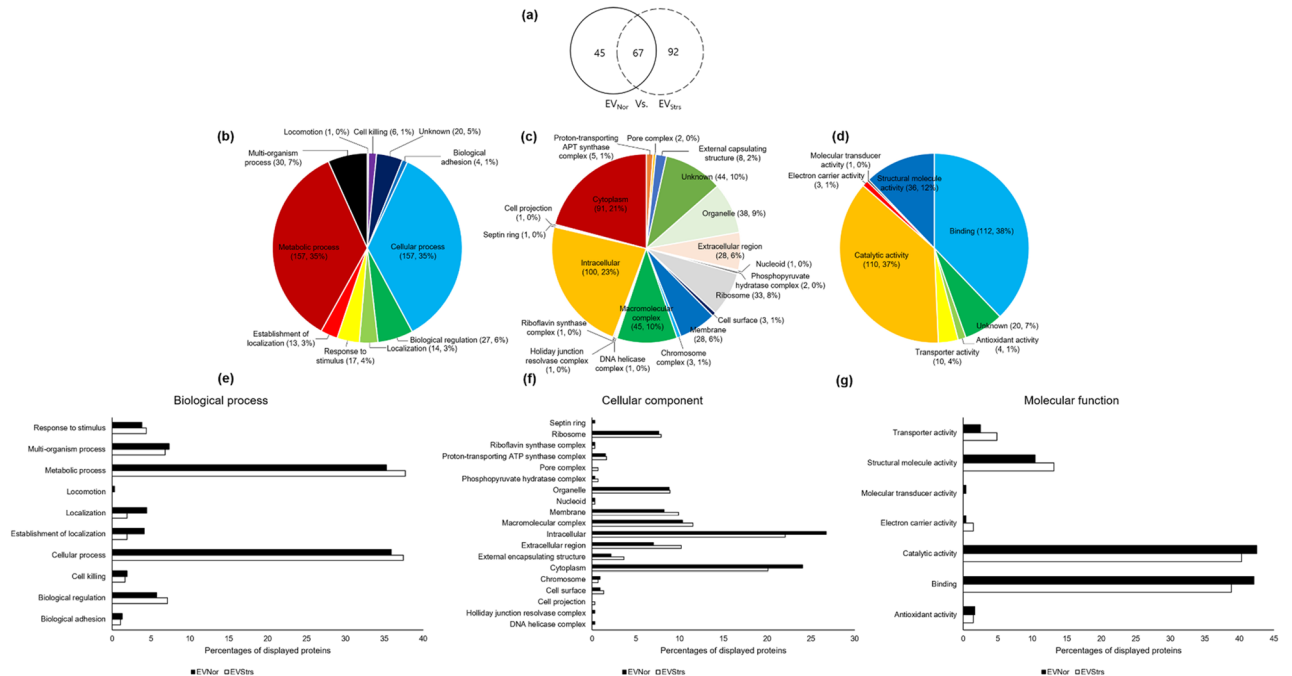 (a)
45
67
92
EVNor Vs. EVStrs
(b)
Locomotion (1, 0%)
Cell killing (6, 1%)
Unknown (20, 5%)
Multi-organism
process (30, 7%)
Biological
adhesion (4, 1%)
Metabolic process
(157, 35%)
Cellular process
(157, 35%)
Establishment of
localization (13, 3%)
Response to
stimulus (17, 4%)
Localization (14, 3%)
Biological regulation (27, 6%)
(c)
Proton-transporting
APT synthase
complex (5, 1%)
Pore complex (2, 0%)
External capsulating
structure (8, 2%)
Unknown (44, 10%)
Cytoplasm
(91, 21%)
Organelle (38, 9%)
Cell projection
(1, 0%)
Septin ring (1, 0%)
Extracellular region
(28, 6%)
Intracellular
(100, 23%)
Nucleoid (1, 0%)
Phosphopyruvate
hydratase complex (2, 0%)
Ribosome (33, 8%)
Macromolecular
complex
(45, 10%)
Cell surface (3, 1%)
Membrane
(28, 6%)
Riboflavin synthase
complex (1, 0%)
Holiday junction
resolvase complex
(1, 0%)
DNA helicase
complex (1, 0%)
Chromosome
complex (3, 1%)
(d)
Molecular transducer
activity (1, 0%)
Electron carrier activity
(3, 1%)
Structural molecule
activity (36, 12%)
Binding (112, 38%)
Catalytic activity
(110, 37%)
Unknown (20, 7%)
Antioxidant activity
(4, 1%)
Transporter activity
(10, 4%)
(e)
Biological process
Response to stimulus
Multi-organism process
Metabolic process
Locomotion
Localization
Establishment of localization
Cellular process
Cell killing
Biological regulation
Biological adhesion
0 5 10 15 20 25 30 35 40
Percentages of displayed proteins
EVNor EVStrs
(f)
Cellular component
Septin ring
Ribosome
Riboflavin synthase complex
Proton-transporting ATP synthase complex
Pore complex
Phosphopyruvate hydratase complex
Organelle
Nucleoid
Membrane
Macromolecular complex
Intracellular
Extracellular region
External encapsulating structure
Cytoplasm
Chromosome
Cell surface
Cell projection
Holliday junction resolvase complex
DNA helicase complex
0 5 10 15 20 25 30
Percentages of displayed proteins
EVNor EVStrs
(g)
Molecular function
Transporter activity
Structural molecule activity
Molecular transducer activity
Electron carrier activity
Catalytic activity
Binding
Antioxidant activity
0 5 10 15 20 25 30 35 40 45
Percentages of displayed proteins
EVNor EVStrs